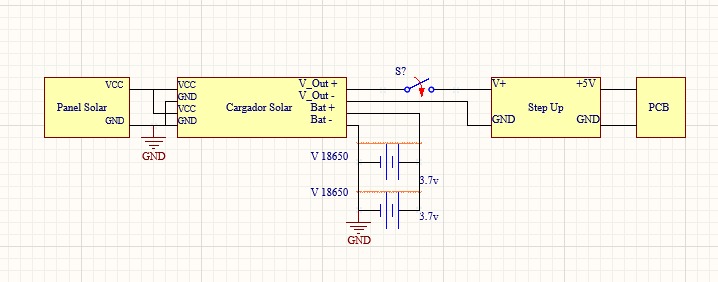 S?
VCC
GND
Panel Solar
VCC
GND
VCC
GND
Cargador Solar
V_Out +
V_Out -
Bat +
Bat -
V+
GND
Step Up
+5V
GND
PCB
GND
V 18650
3.7v
V 18650
3.7v
GND